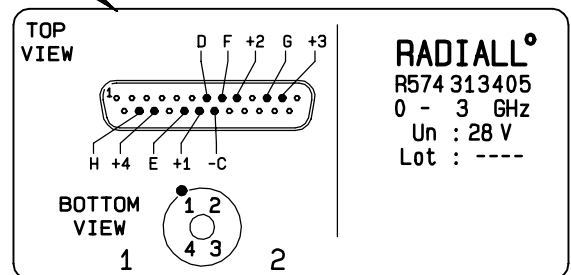 TOP
VIEW
D F +2 G +3
1
H +4 E +1 -C
BOTTOM
VIEW
1 2
4 3
1 2
RADIALL°
R574 313405
0 - 3 GHz
Un : 28 V
Lot : ----